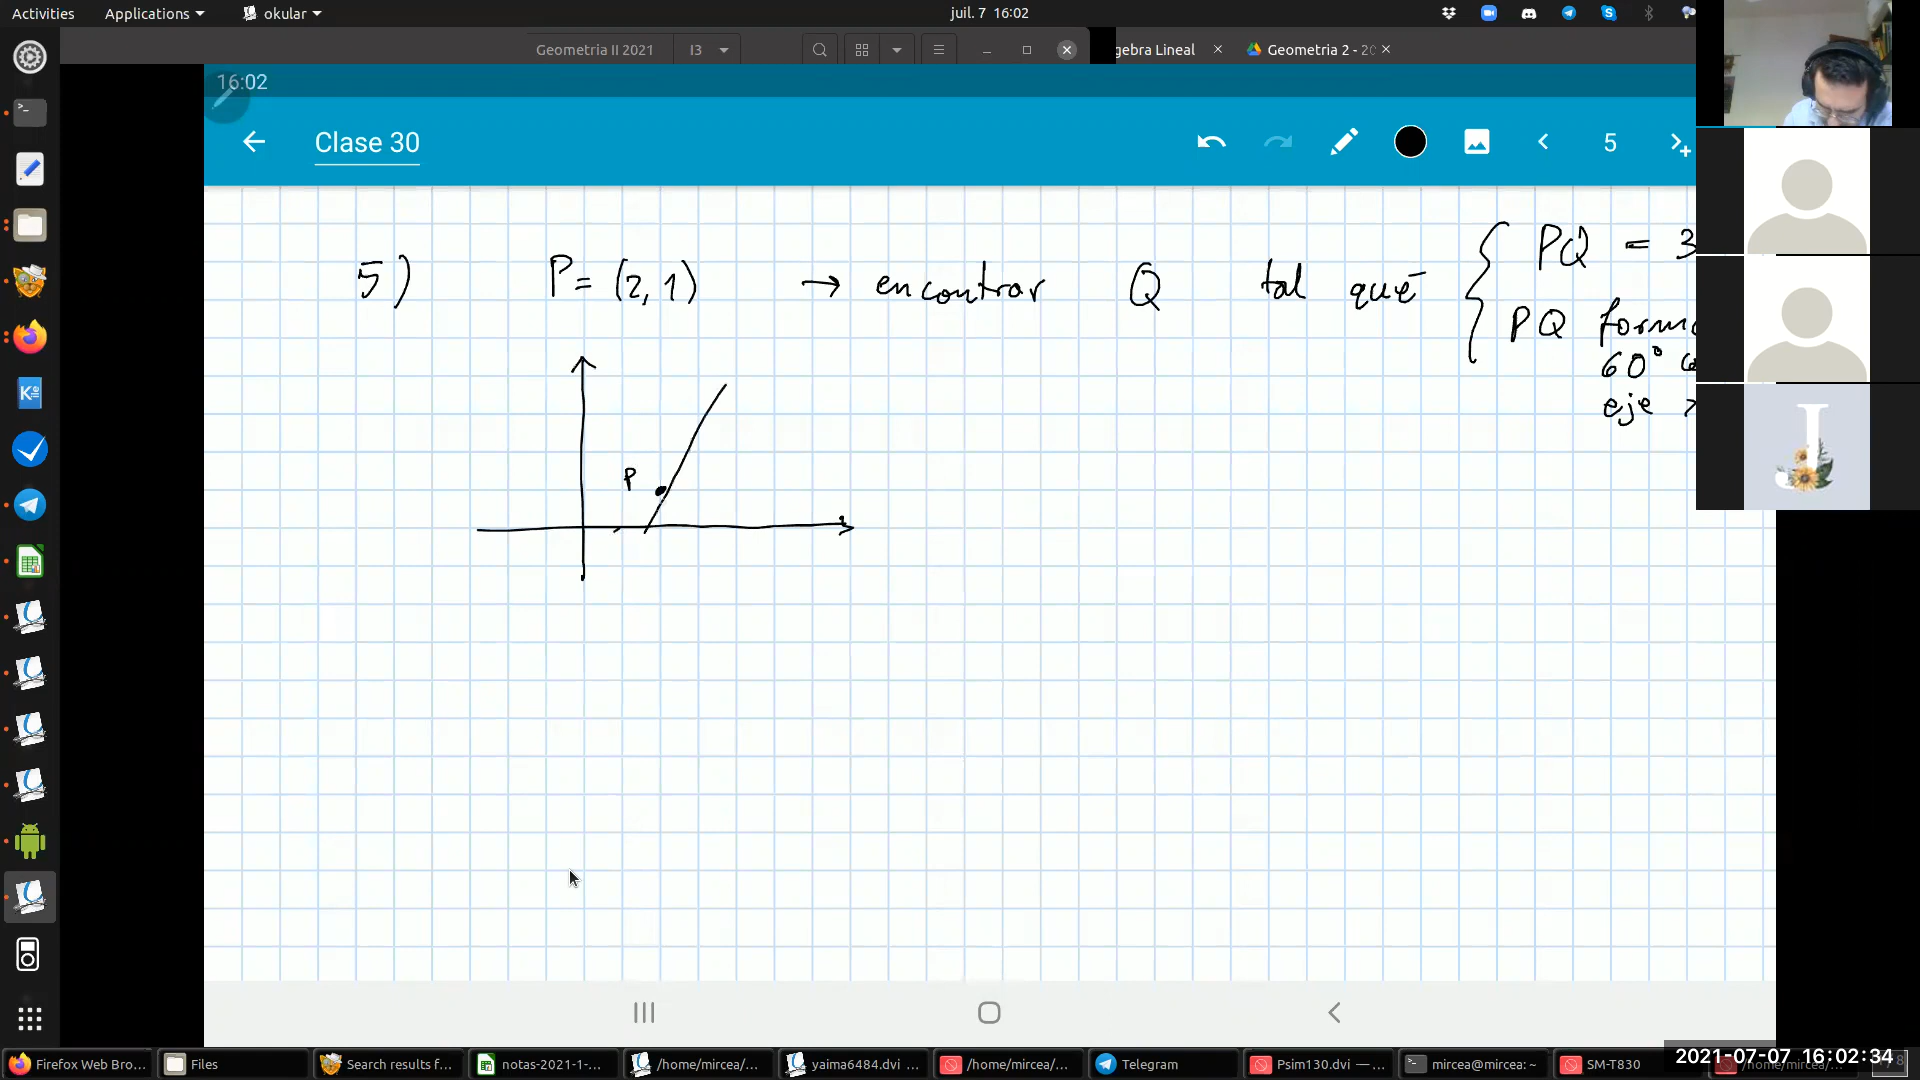 Activities Applications okular juil. 7 16:02
Geometria II 2021 I3 gebra Lineal Geometria 2 - 20
16:02
Clase 30 5
5) P = (2, 1) → encontrar Q tal que { PQ = 3
PQ forma
60°
eje
P
J
Firefox Web Bro... Files Search results f... notas-2021-1-... /home/mircea/... yaima6484.dvi ... /home/mircea/... Telegram Psim130.dvi —... mircea@mircea: ~ SM-T830
2021-07-07 16:02:34